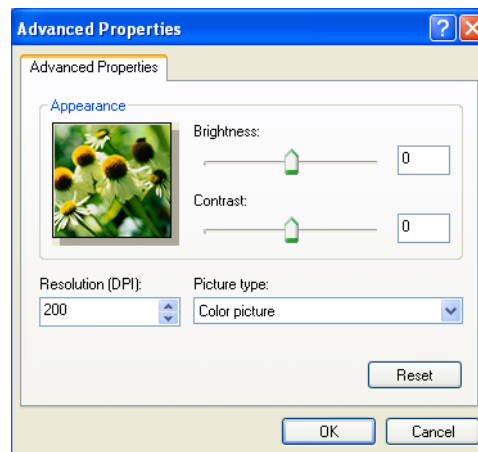 Advanced Properties
Advanced Properties
Appearance
Brightness:
0
Contrast:
0
Resolution (DPI):
200
Picture type:
Color picture
Reset
OK
Cancel